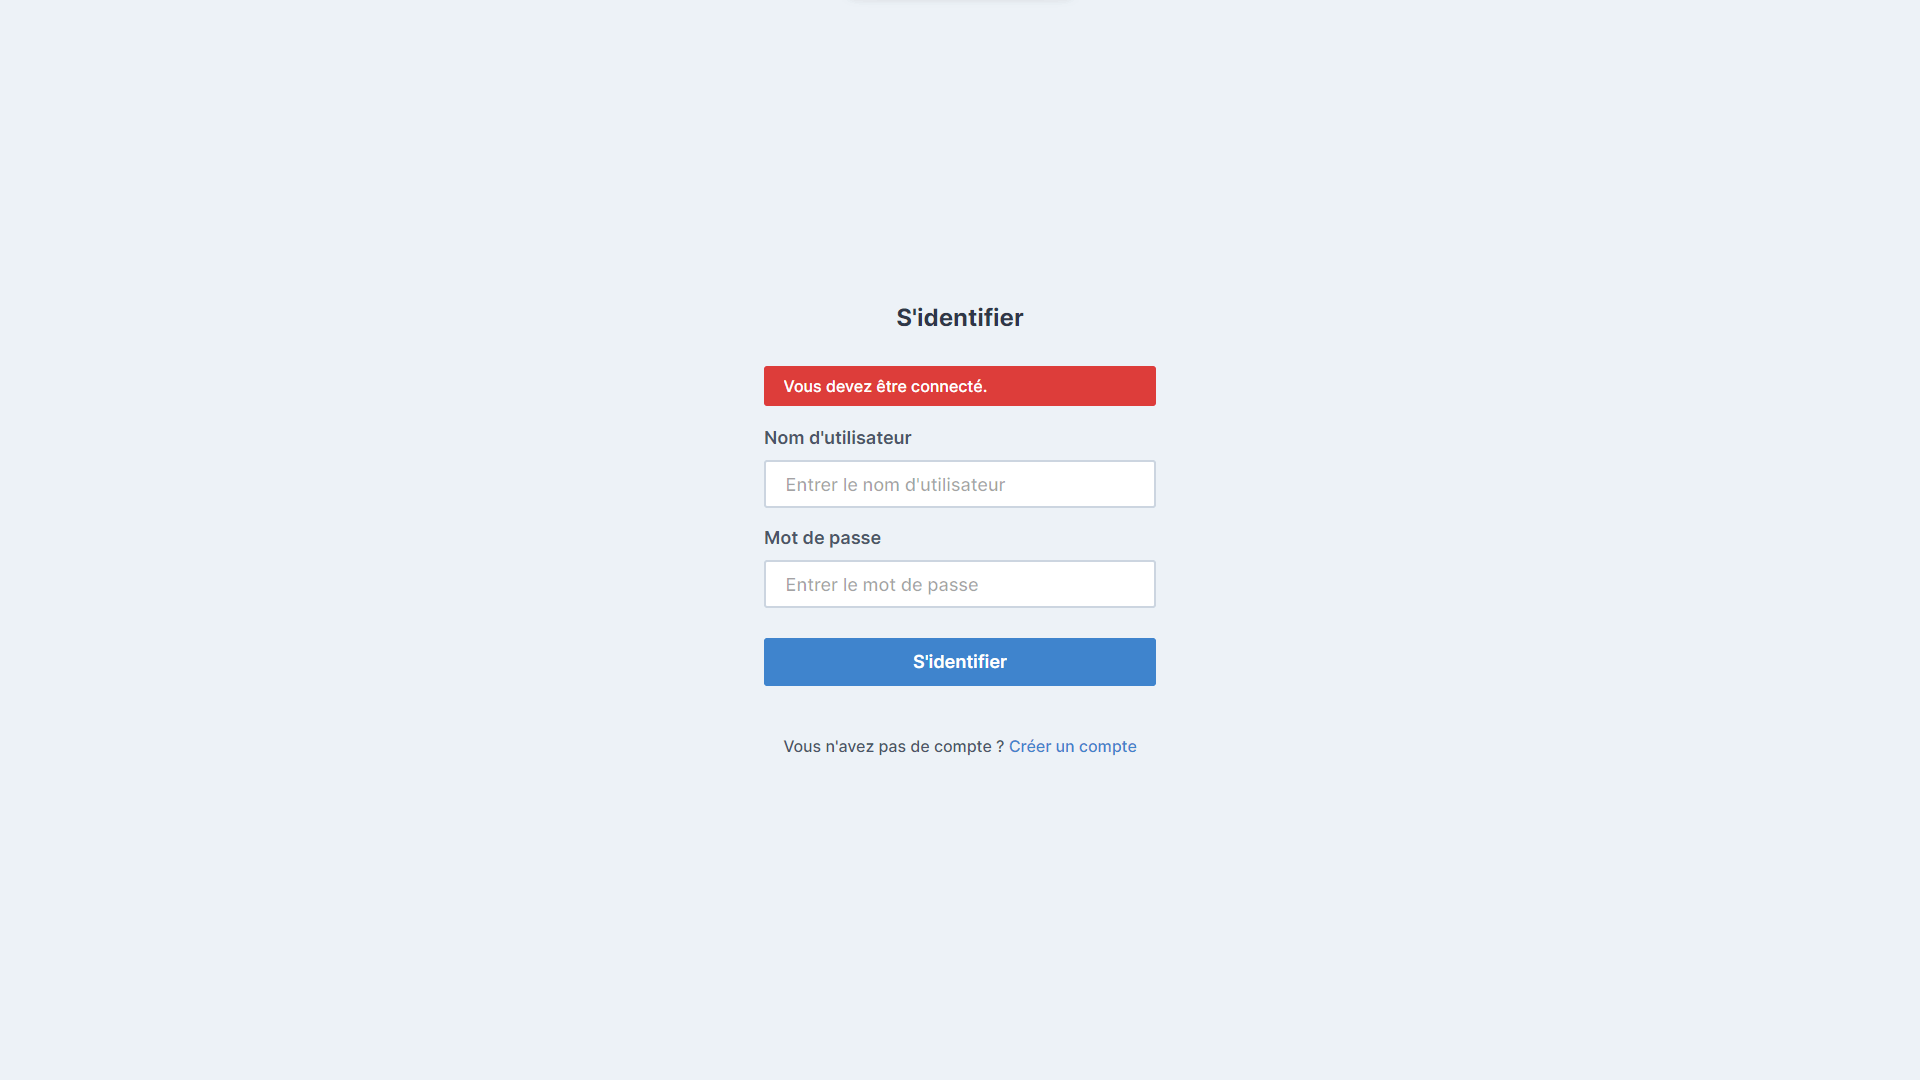 S'identifier
Vous devez être connecté.
Nom d'utilisateur
Entrer le nom d'utilisateur
Mot de passe
Entrer le mot de passe
S'identifier
Vous n'avez pas de compte ? Créer un compte